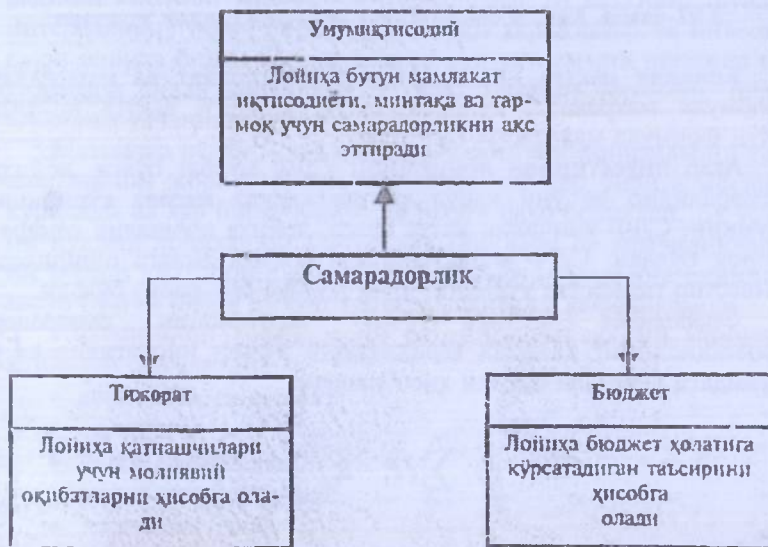 Умумиқтисодий
Лойиҳа бутун мамлакат
иқтисодиёти, минтақа ва тар-
моқ учун самарадорликни акс
эттиради
Самарадорлик
Тижорат
Лойиҳа қатнашчилари
учун молиявий
оқибатларни ҳисобга ола-
ди
Бюджет
Лойиҳа бюджет ҳолатига
кўрсатадиган таъсирини
ҳисобга
олади